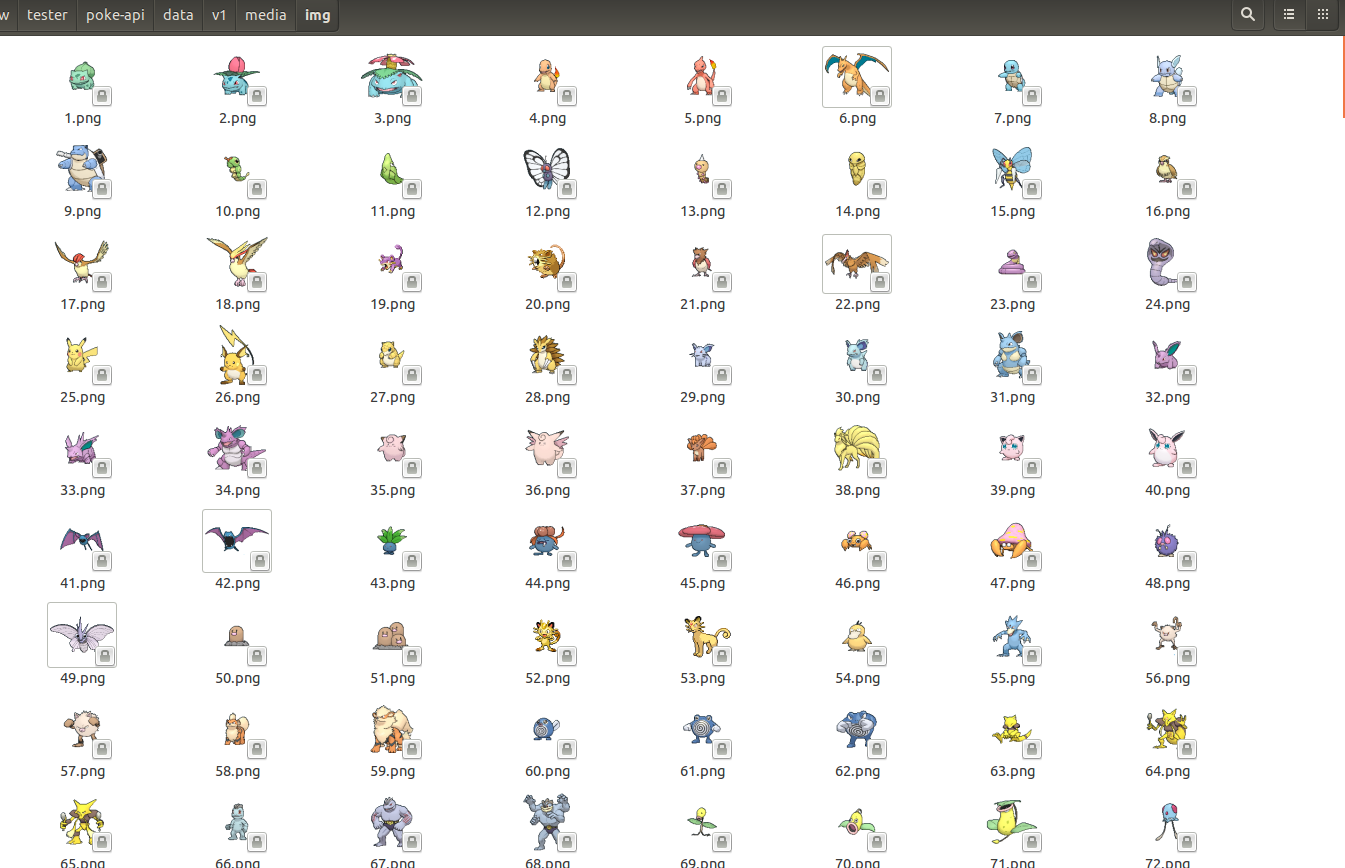 w tester poke-api data v1 media img
1.png 2.png 3.png 4.png 5.png 6.png 7.png 8.png
9.png 10.png 11.png 12.png 13.png 14.png 15.png 16.png
17.png 18.png 19.png 20.png 21.png 22.png 23.png 24.png
25.png 26.png 27.png 28.png 29.png 30.png 31.png 32.png
33.png 34.png 35.png 36.png 37.png 38.png 39.png 40.png
41.png 42.png 43.png 44.png 45.png 46.png 47.png 48.png
49.png 50.png 51.png 52.png 53.png 54.png 55.png 56.png
57.png 58.png 59.png 60.png 61.png 62.png 63.png 64.png
65.png 66.png 67.png 68.png 69.png 70.png 71.png 72.png